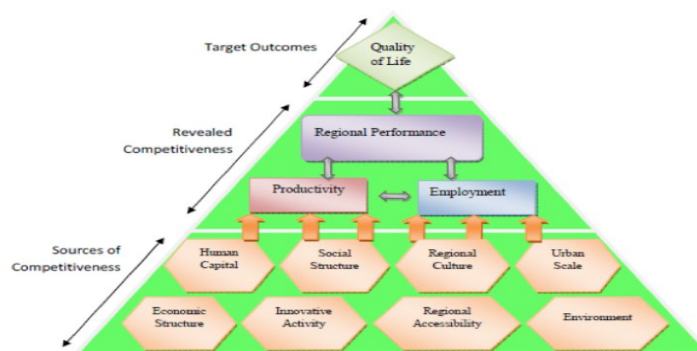 Target Outcomes
Quality
of Life
Revealed
Competitiveness
Regional Performance
Productivity
Employment
Sources of
Competitiveness
Human
Capital
Social
Structure
Regional
Culture
Urban
Scale
Economic
Structure
Innovative
Activity
Regional
Accessibility
Environment